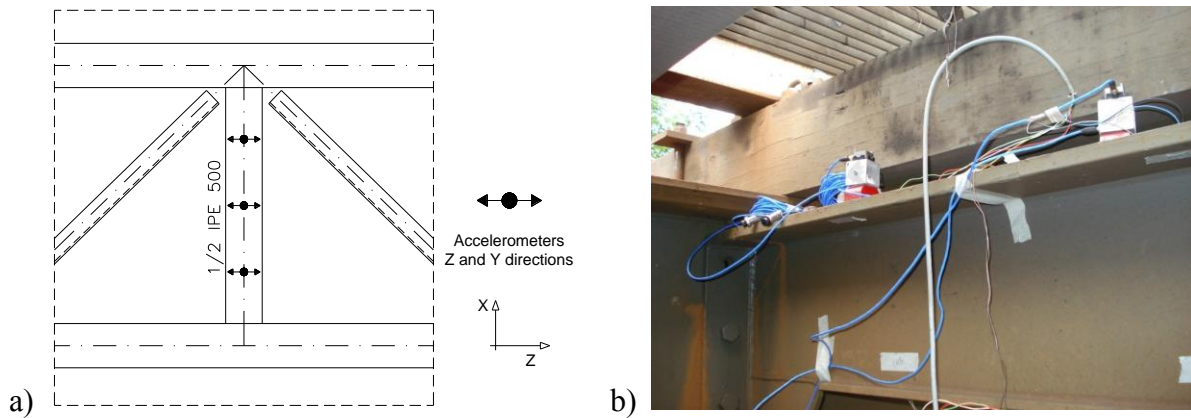 1/2 IPE 500
Accelerometers
Z and Y directions
X
Z
a)
b)